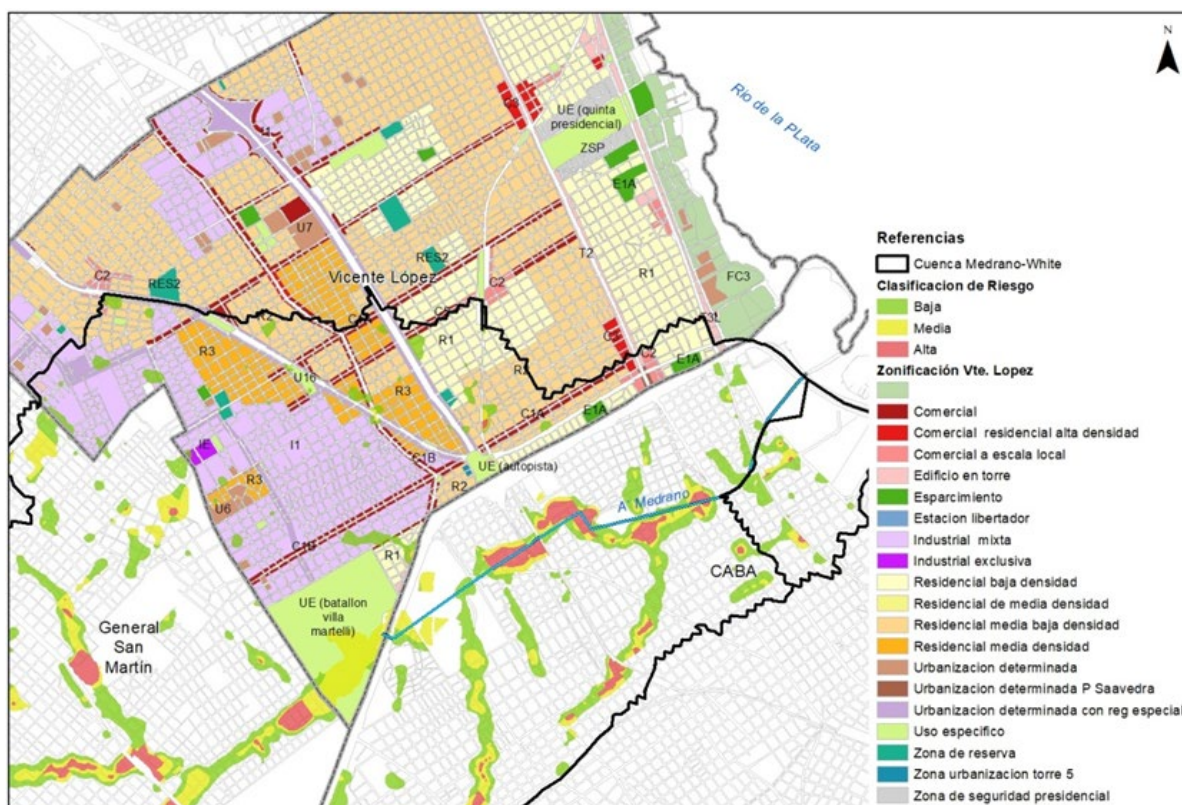 N
Rio de la PLata
UE (quinta
presidencial)
ZSP
E1A
U7
T2
R1
FC3
RES2
C2
C2
RES2
Vicente López
R1
R3
U16
R3
C2
E1A
E1A
C1A
IE
I1
C1B
UE (autopista)
R2
R3
U6
A° Medrano
R1
CABA
UE (batallon
villa
martelli)
General
San
Martín
Referencias
Cuenca Medrano-White
Clasificacion de Riesgo
Baja
Media
Alta
Zonificación Vte. Lopez
Comercial
Comercial residencial alta densidad
Comercial a escala local
Edificio en torre
Esparcimiento
Estacion libertador
Industrial mixta
Industrial exclusiva
Residencial baja densidad
Residencial de media densidad
Residencial media baja densidad
Residencial media densidad
Urbanizacion determinada
Urbanizacion determinada P Saavedra
Urbanizacion determinada con reg especial
Uso especifico
Zona de reserva
Zona urbanizacion torre 5
Zona de seguridad presidencial